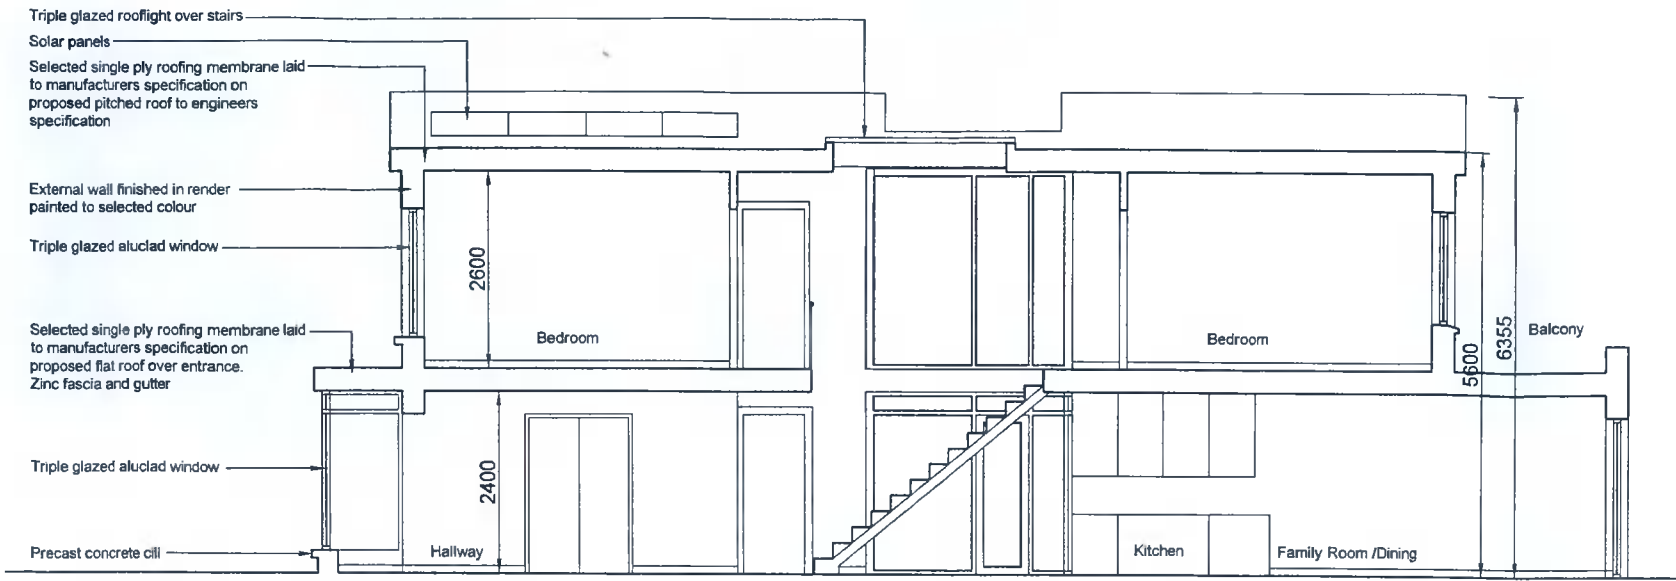 Triple glazed rooflight over stairs
Solar panels
Selected single ply roofing membrane laid
to manufacturers specification on
proposed pitched roof to engineers
specification
External wall finished in render
painted to selected colour
Triple glazed aluclad window
2600
Bedroom
Bedroom
5600
6355
Balcony
Selected single ply roofing membrane laid
to manufacturers specification on
proposed flat roof over entrance.
Zinc fascia and gutter
Triple glazed aluclad window
2400
Precast concrete cill
Hallway
Kitchen
Family Room /Dining